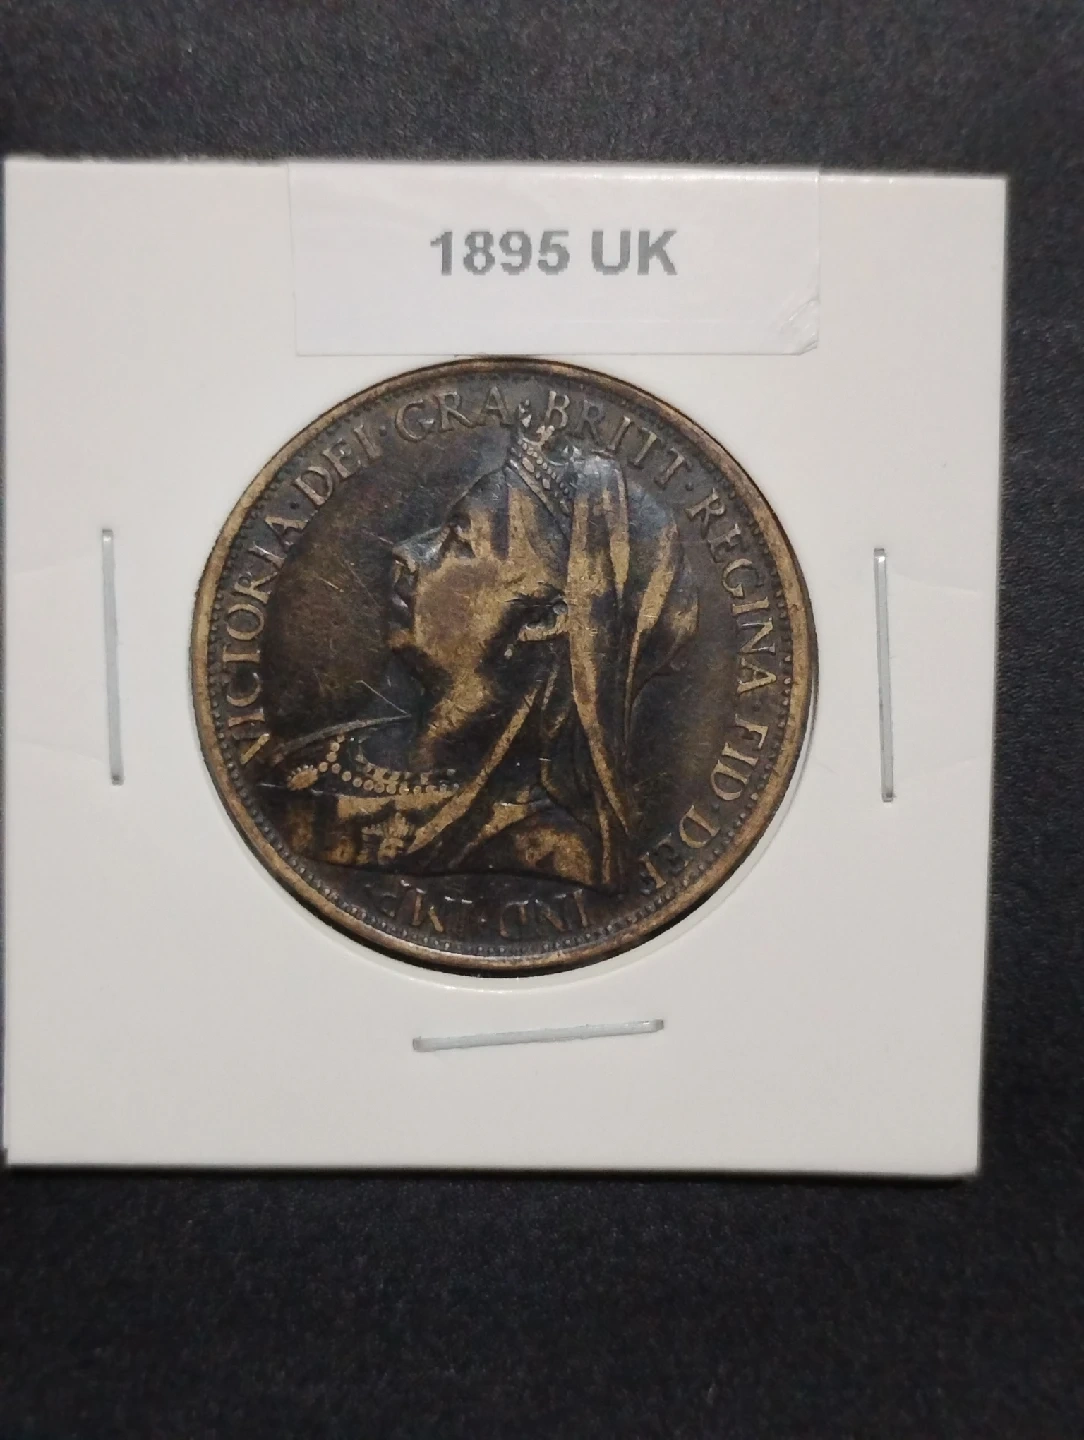 1895 UK
VICTORIA·DEI·GRA·BRITT·REGINA·FID·DEF·
IND·IMP·